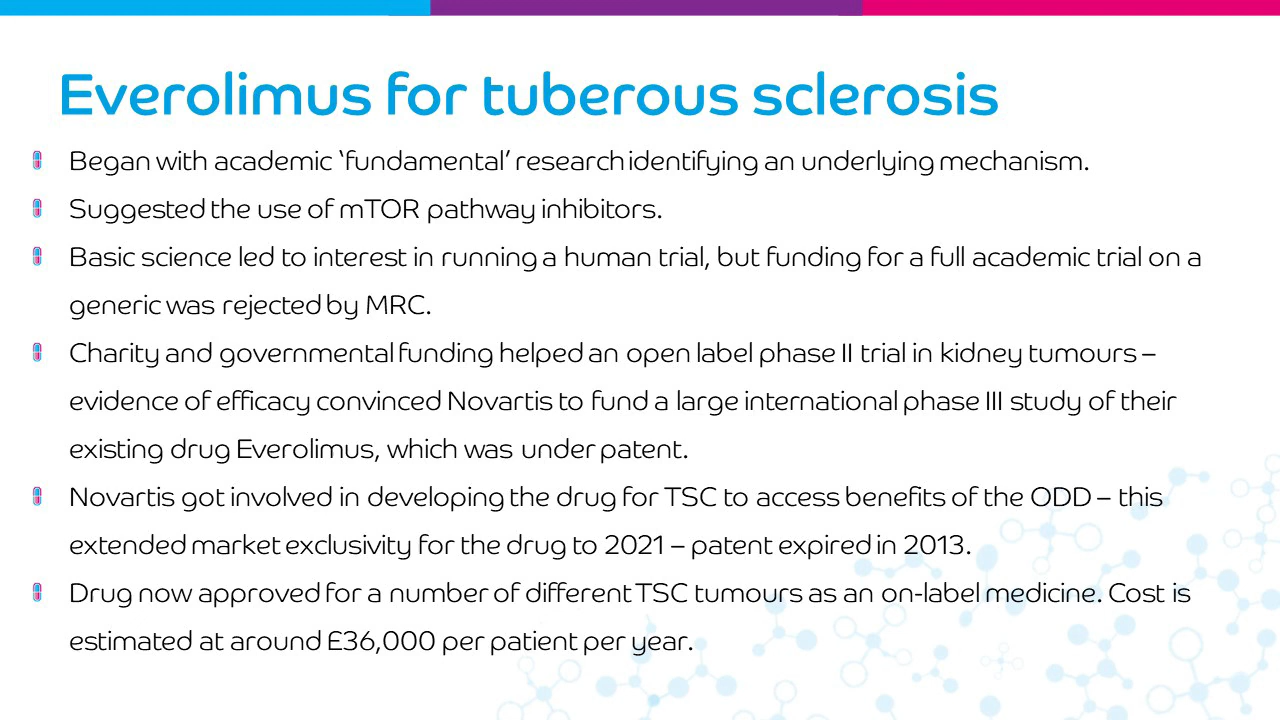 Everolimus for tuberous sclerosis
Began with academic ‘fundamental’ research identifying an underlying mechanism.
Suggested the use of mTOR pathway inhibitors.
Basic science led to interest in running a human trial, but funding for a full academic trial on a
generic was rejected by MRC.
Charity and governmental funding helped an open label phase II trial in kidney tumours –
evidence of efficacy convinced Novartis to fund a large international phase III study of their
existing drug Everolimus, which was under patent.
Novartis got involved in developing the drug for TSC to access benefits of the ODD – this
extended market exclusivity for the drug to 2021 – patent expired in 2013.
Drug now approved for a number of different TSC tumours as an on-label medicine. Cost is
estimated at around £36,000 per patient per year.